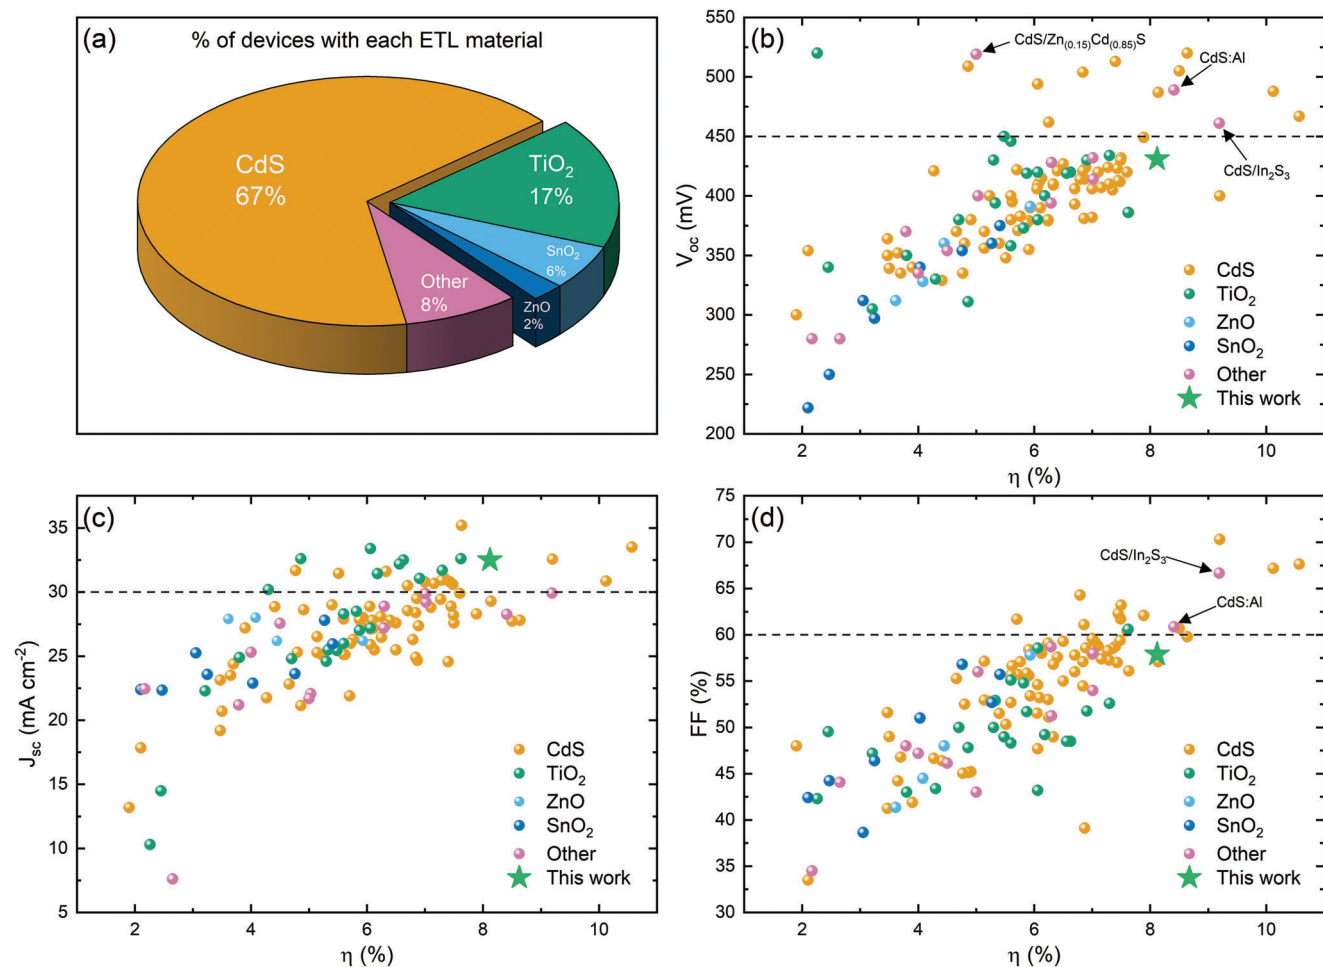 (a)
% of devices with each ETL material
CdS
67%
TiO₂
17%
SnO₂
6%
ZnO
2%
Other
8%
(b)
CdS/Zn₍₀.₁₅₎Cd₍₀.₈₅₎S
CdS:Al
CdS/In₂S₃
550
500
450
400
350
300
250
200
Vₒc (mV)
CdS
TiO₂
ZnO
SnO₂
Other
This work
2 4 6 8 10
η (%)
(c)
35
30
25
20
15
10
5
Jsc (mA cm⁻²)
CdS
TiO₂
ZnO
SnO₂
Other
This work
2 4 6 8 10
η (%)
(d)
CdS/In₂S₃
CdS:Al
75
70
65
60
55
50
45
40
35
30
FF (%)
CdS
TiO₂
ZnO
SnO₂
Other
This work
2 4 6 8 10
η (%)